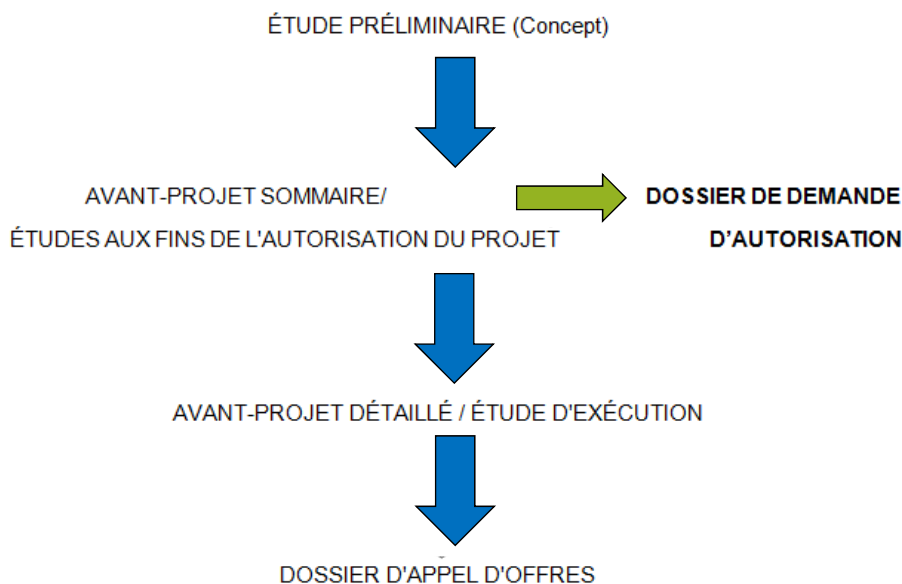 ÉTUDE PRÉLIMINAIRE (Concept)
AVANT-PROJET SOMMAIRE/
ÉTUDES AUX FINS DE L'AUTORISATION DU PROJET
DOSSIER DE DEMANDE
D'AUTORISATION
AVANT-PROJET DÉTAILLÉ / ÉTUDE D'EXÉCUTION
DOSSIER D'APPEL D'OFFRES